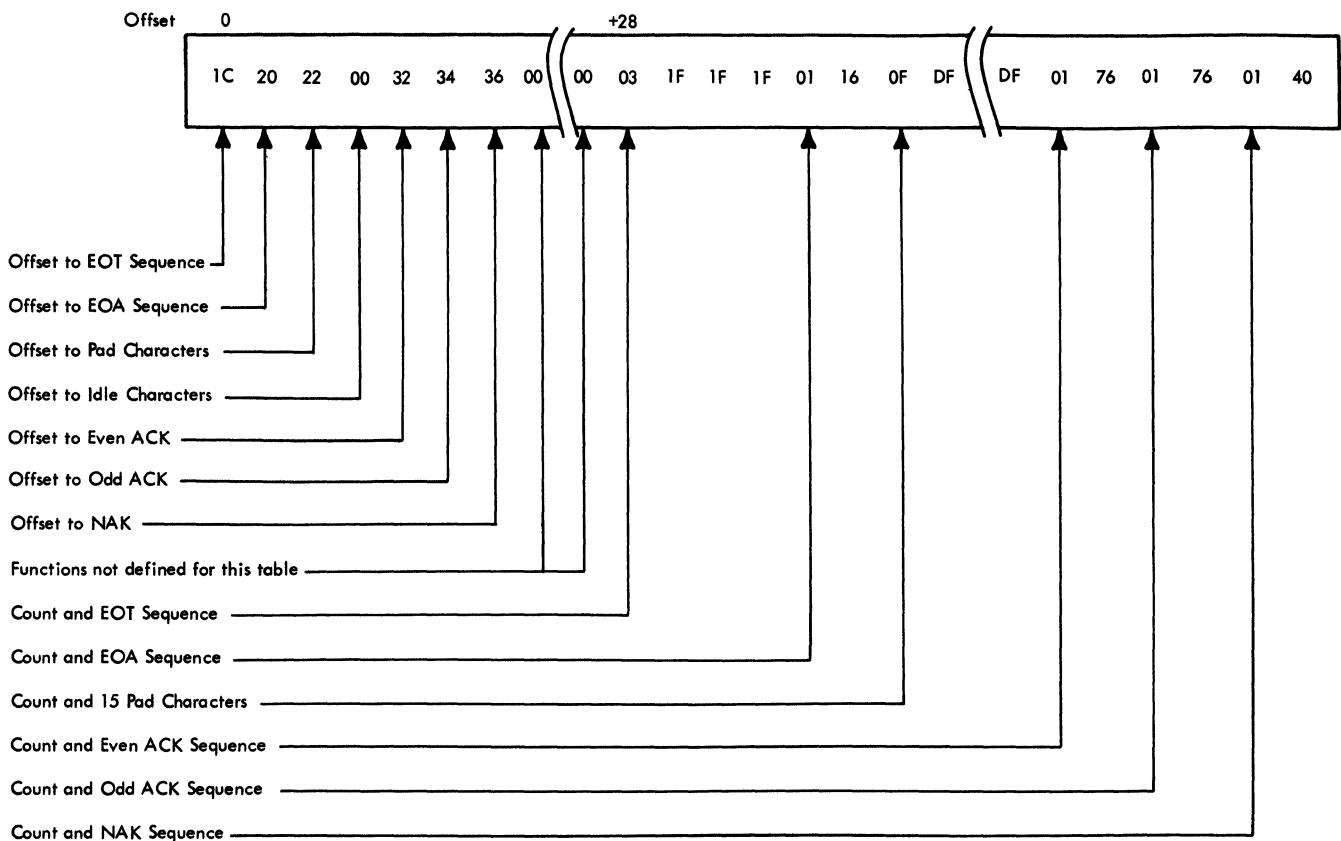 Offset 0 +28
1C 20 22 00 32 34 36 00 00 03 1F 1F 1F 01 16 0F DF DF 01 76 01 76 01 40
Offset to EOT Sequence
Offset to EOA Sequence
Offset to Pad Characters
Offset to Idle Characters
Offset to Even ACK
Offset to Odd ACK
Offset to NAK
Functions not defined for this table
Count and EOT Sequence
Count and EOA Sequence
Count and 15 Pad Characters
Count and Even ACK Sequence
Count and Odd ACK Sequence
Count and NAK Sequence